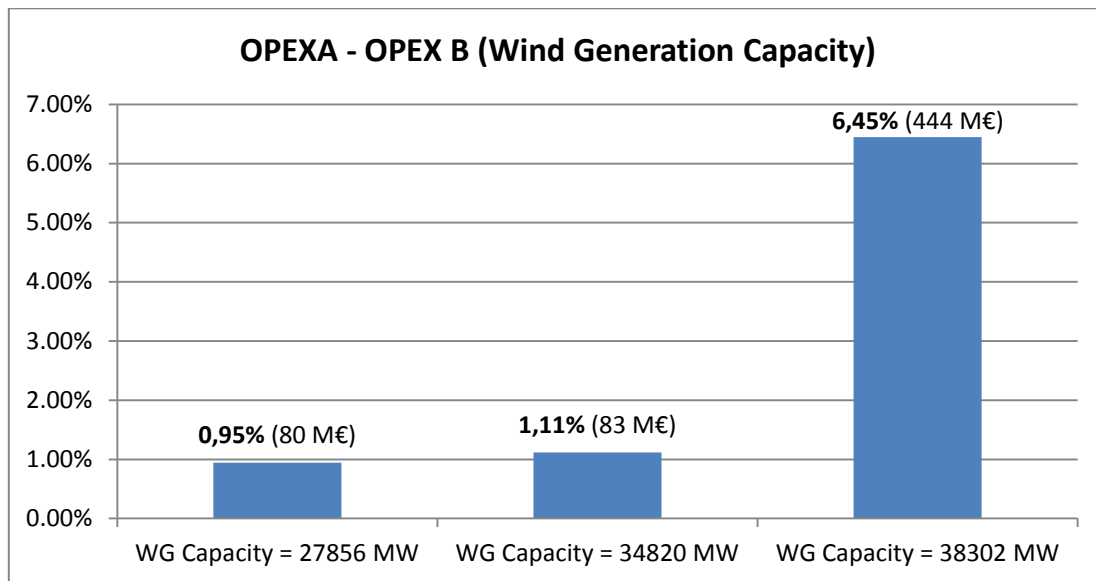 OPEXA - OPEX B (Wind Generation Capacity)
7.00%
6.00%
5.00%
4.00%
3.00%
2.00%
1.00%
0.00%
0,95% (80 M€)
1,11% (83 M€)
6,45% (444 M€)
WG Capacity = 27856 MW
WG Capacity = 34820 MW
WG Capacity = 38302 MW